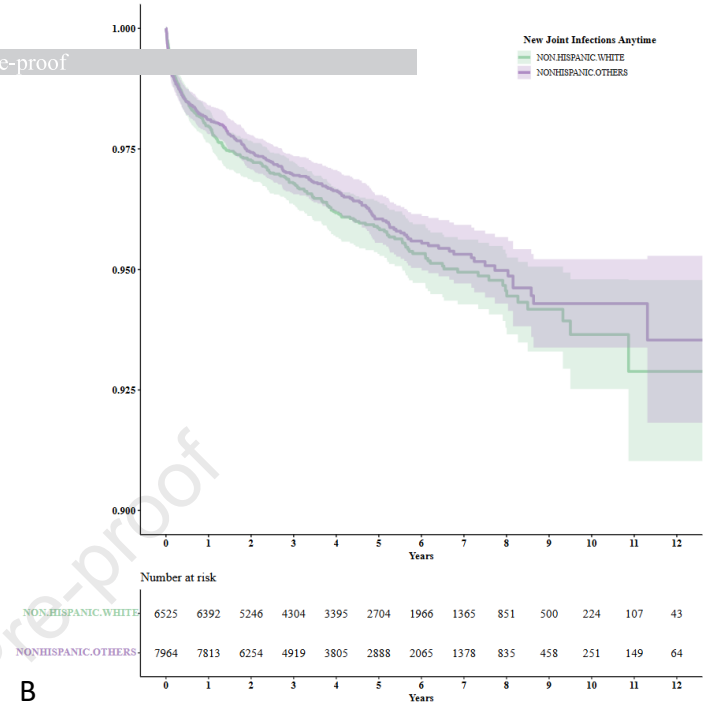 1.000
New Joint Infections Anytime
NON.HISPANIC.WHITE
NONHISPANIC.OTHERS
e-proof
0.975
0.950
0.925
0.900
0 1 2 3 4 5 6 7 8 9 10 11 12
Years
Number at risk
NON.HISPANIC.WHITE 6525 6392 5246 4304 3395 2704 1966 1365 851 500 224 107 43
NONHISPANIC.OTHERS 7964 7813 6254 4919 3805 2888 2065 1378 835 458 251 149 64
0 1 2 3 4 5 6 7 8 9 10 11 12
Years
B
re-proof